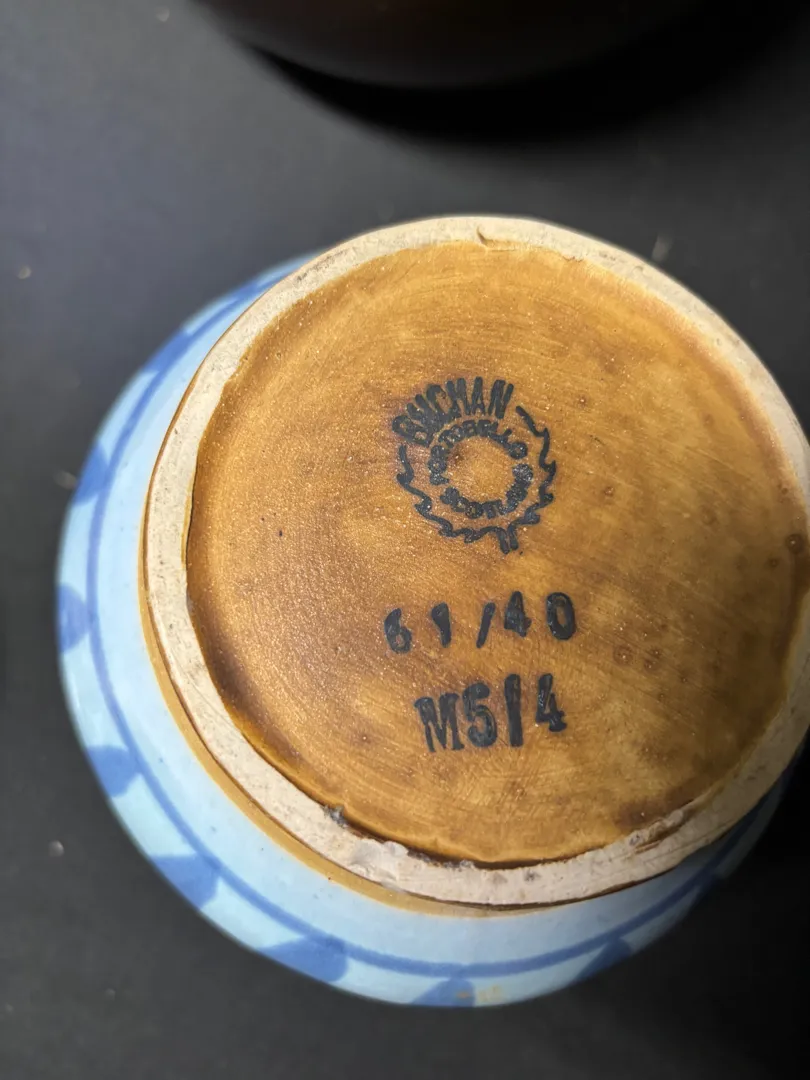 BUCHAN
PORTOBELLO
SCOTLAND
61/40
M5/4